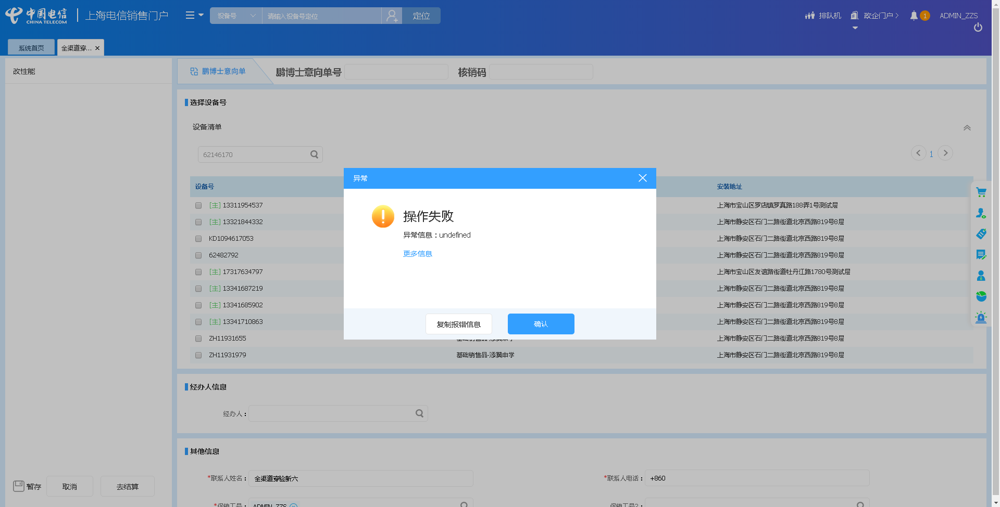 中国电信
CHINA TELECOM
上海电信销售门户
设备号
请输入设备号定位
定位
排队机
政企门户
1
ADMIN_ZZS
系统首页
全渠道穿...
改性能
鹏博士意向单
鹏博士意向单号
核销码
选择设备号
设备清单
62146170
1
设备号
安装地址
[主] 13311954537
上海市宝山区罗店镇罗真路188弄1号测试层
[主] 13321844332
上海市静安区石门二路街道北京西路819号8层
KD1094617053
上海市静安区石门二路街道北京西路819号8层
62482792
上海市静安区石门二路街道北京西路819号8层
[主] 17317634797
上海市宝山区友谊路街道牡丹江路1780号测试层
[主] 13341687219
上海市静安区石门二路街道北京西路819号8层
[主] 13341685902
上海市静安区石门二路街道北京西路819号8层
[主] 13341710863
上海市静安区石门二路街道北京西路819号8层
ZH11931655
上海市静安区石门二路街道北京西路819号8层
ZH11931979
基础销售品-添翼申学
上海市静安区石门二路街道北京西路819号8层
异常
操作失败
异常信息：undefined
更多信息
复制报错信息
确认
经办人信息
经办人：
其他信息
*联系人姓名：
全渠道穿验新六
*联系人电话：
+860
*促销工号：
ADMIN_ZZS
促销工号2：
暂存
取消
去结算